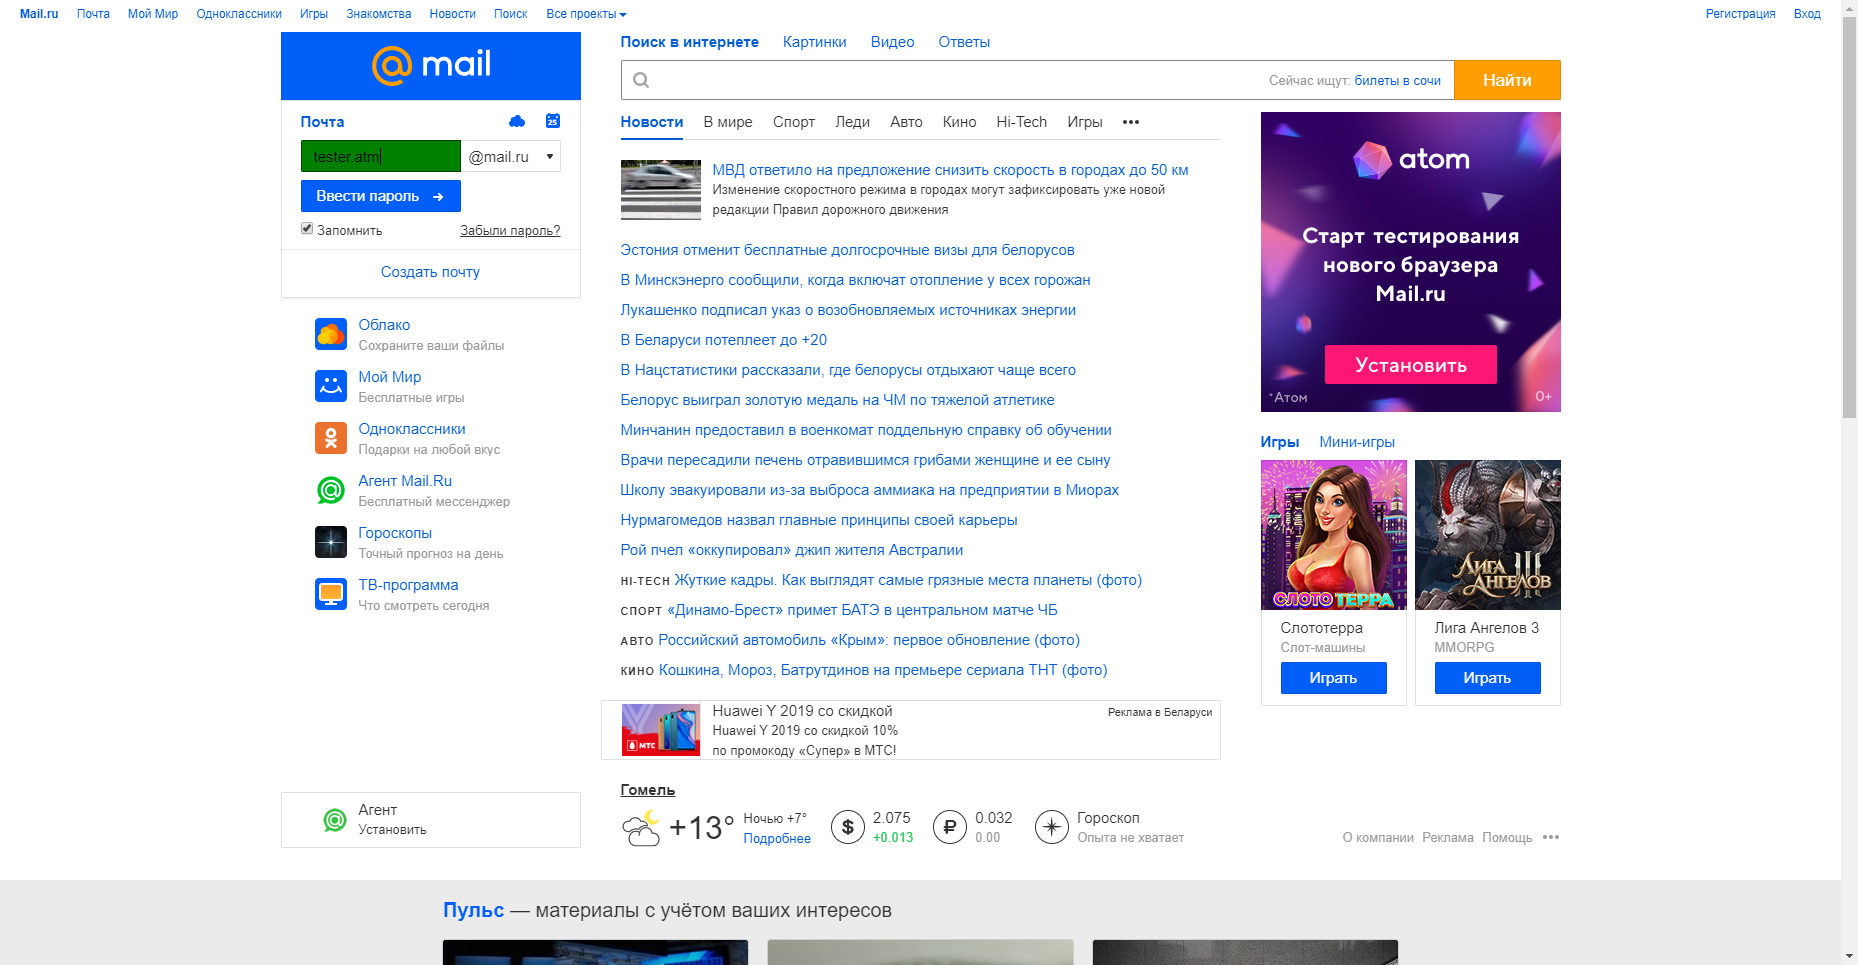 Mail.ru Почта Мой Мир Одноклассники Игры Знакомства Новости Поиск Все проекты Регистрация Вход
@mail
Почта
25
tester.atm @mail.ru
Ввести пароль →
Запомнить Забыли пароль?
Создать почту
Облако
Сохраните ваши файлы
Мой Мир
Бесплатные игры
Одноклассники
Подарки на любой вкус
Агент Mail.Ru
Бесплатный мессенджер
Гороскопы
Точный прогноз на день
ТВ-программа
Что смотреть сегодня
Агент
Установить
Поиск в интернете Картинки Видео Ответы
Сейчас ищут: билеты в сочи Найти
Новости В мире Спорт Леди Авто Кино Hi-Tech Игры •••
МВД ответило на предложение снизить скорость в городах до 50 км
Изменение скоростного режима в городах могут зафиксировать уже новой
редакции Правил дорожного движения
Эстония отменит бесплатные долгосрочные визы для белорусов
В Минскэнерго сообщили, когда включат отопление у всех горожан
Лукашенко подписал указ о возобновляемых источниках энергии
В Беларуси потеплеет до +20
В Нацстатистики рассказали, где белорусы отдыхают чаще всего
Белорус выиграл золотую медаль на ЧМ по тяжелой атлетике
Минчанин предоставил в военкомат поддельную справку об обучении
Врачи пересадили печень отравившимся грибами женщине и ее сыну
Школу эвакуировали из-за выброса аммиака на предприятии в Миорах
Нурмагомедов назвал главные принципы своей карьеры
Рой пчел «оккупировал» джип жителя Австралии
HI-TECH Жуткие кадры. Как выглядят самые грязные места планеты (фото)
СПОРТ «Динамо-Брест» примет БАТЭ в центральном матче ЧБ
АВТО Российский автомобиль «Крым»: первое обновление (фото)
КИНО Кошкина, Мороз, Батрутдинов на премьере сериала ТНТ (фото)
МТС
Huawei Y 2019 со скидкой Реклама в Беларуси
Huawei Y 2019 со скидкой 10%
по промокоду «Супер» в МТС!
Гомель
+13° Ночью +7° $ 2.075 ₽ 0.032 Гороскоп
Подробнее +0.013 0.00 Опыта не хватает
atom
Старт тестирования
нового браузера
Mail.ru
Установить
*Атом 0+
Игры Мини-игры
СЛОТОТЕРРА
ЛИГА АНГЕЛОВ III
Слототерра Лига Ангелов 3
Слот-машины MMORPG
Играть Играть
О компании Реклама Помощь •••
Пульс — материалы с учётом ваших интересов